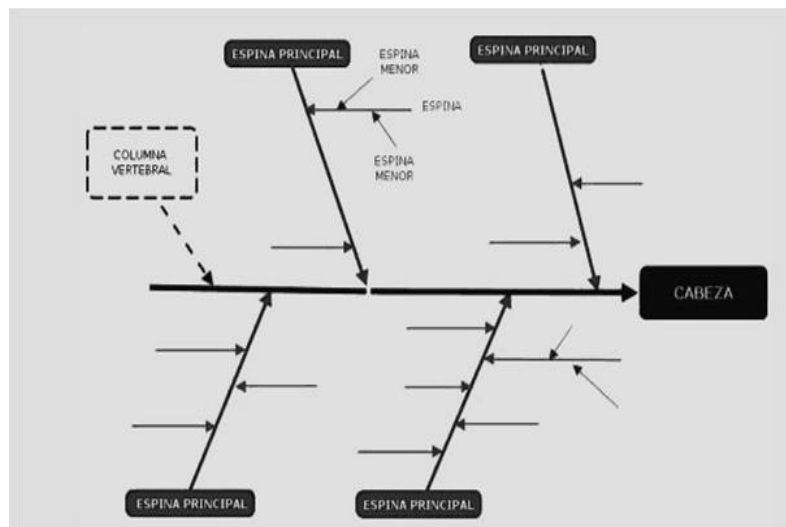 ESPINA PRINCIPAL
ESPINA PRINCIPAL
ESPINA
MENOR
ESPINA
ESPINA
MENOR
COLUMNA
VERTEBRAL
CABEZA
ESPINA PRINCIPAL
ESPINA PRINCIPAL